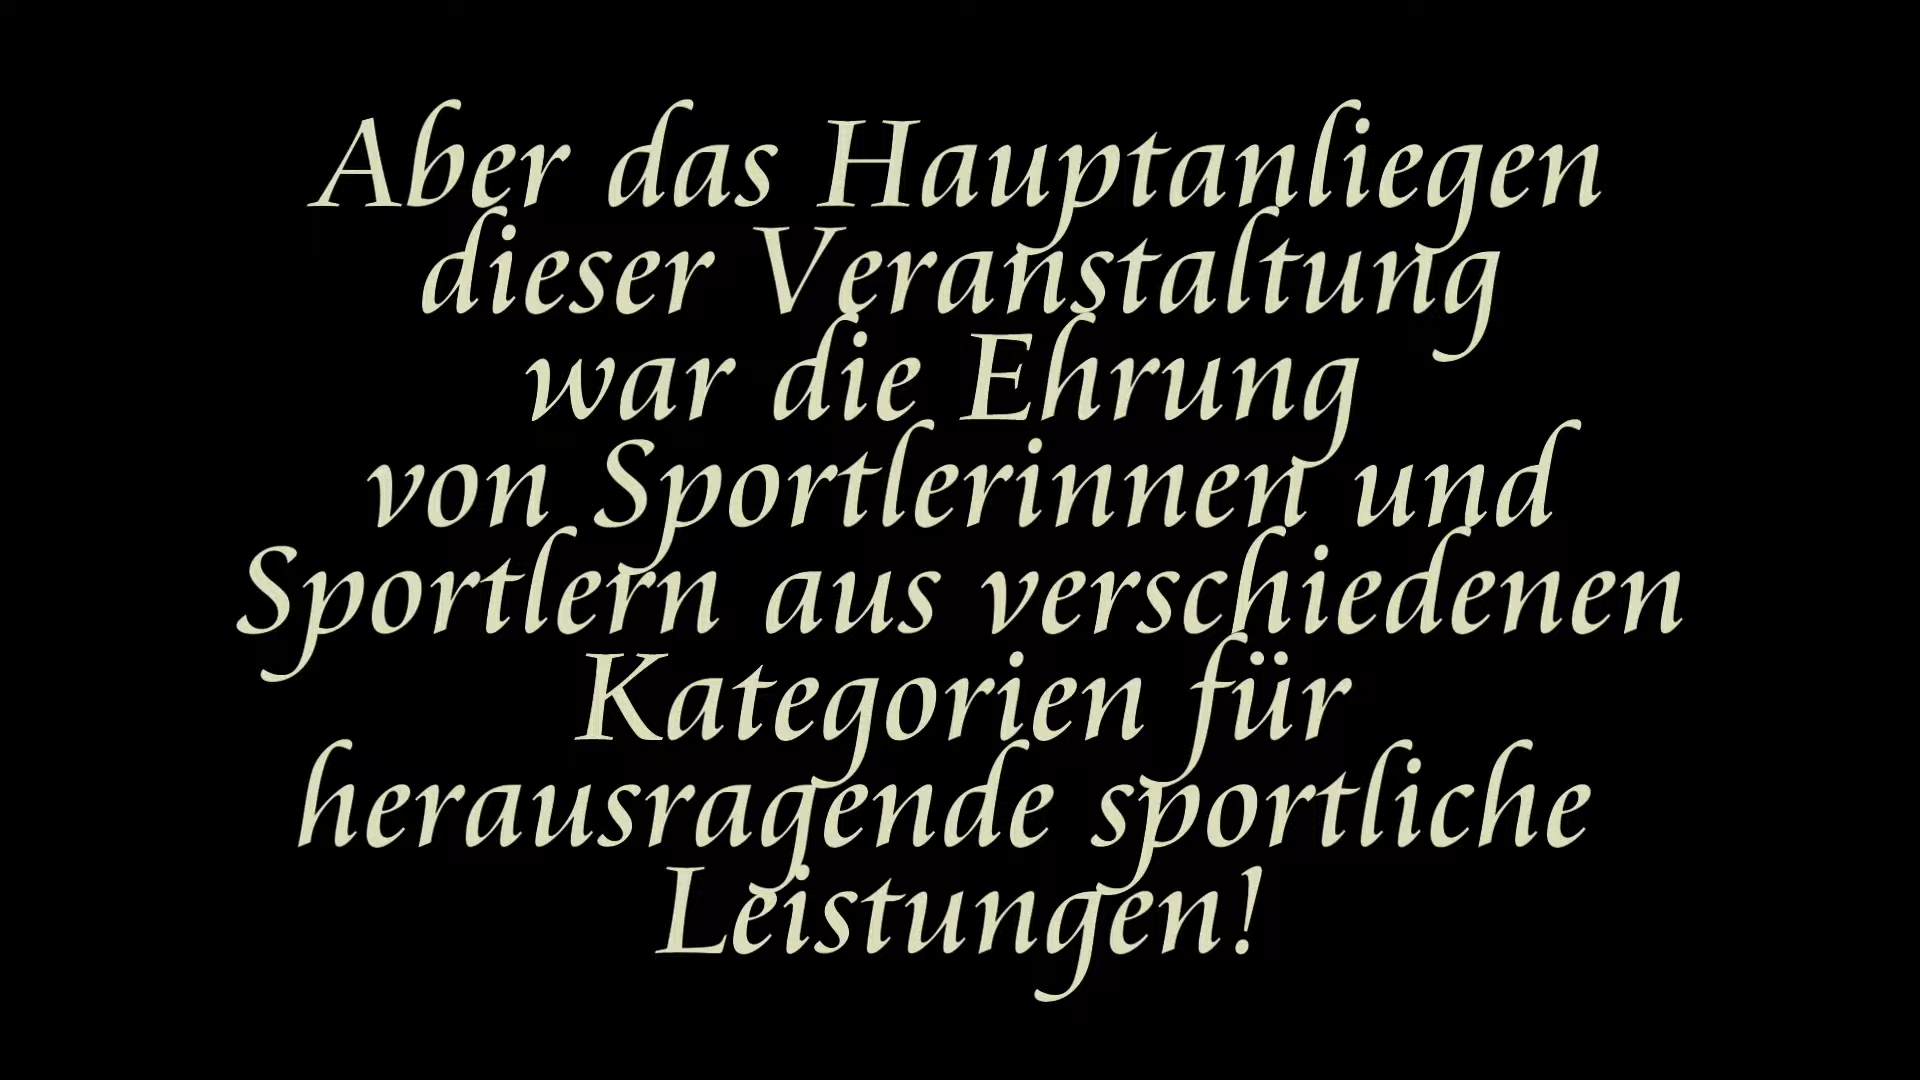 Aber das Hauptanliegen
dieser Veranstaltung
war die Ehrung
von Sportlerinnen und
Sportlern aus verschiedenen
Kategorien für
herausragende sportliche
Leistungen!